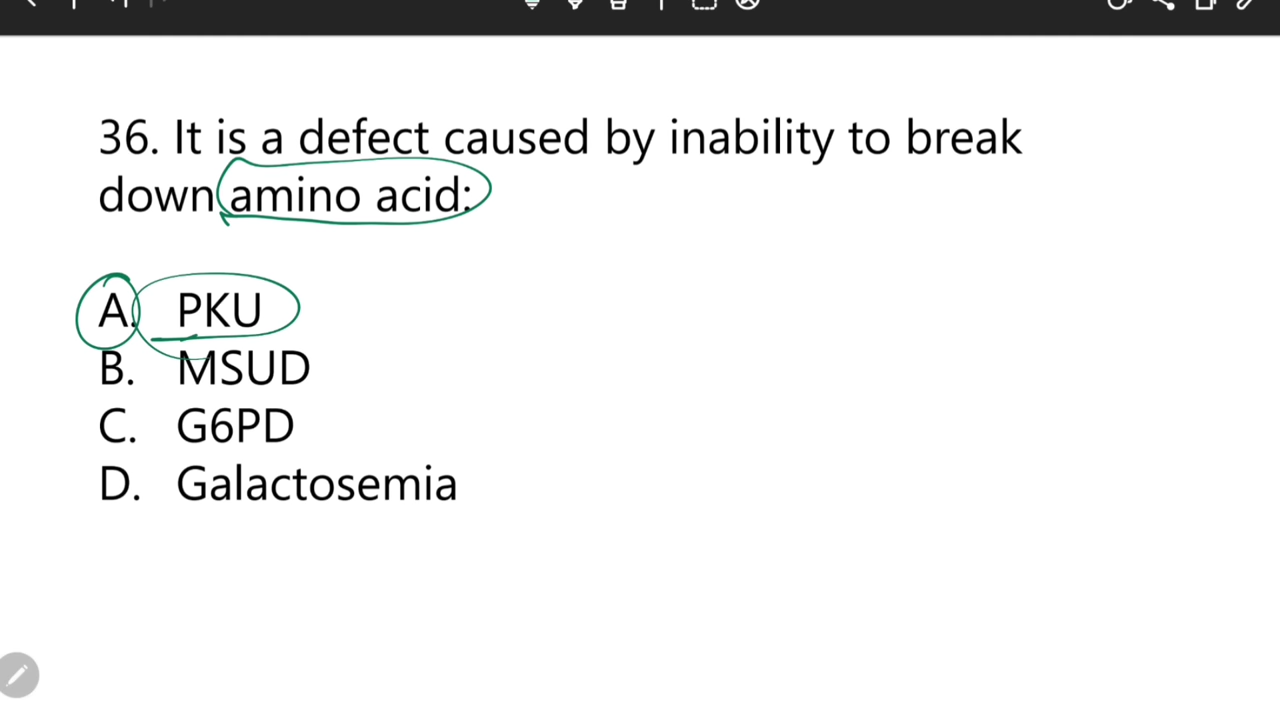 36. It is a defect caused by inability to break
down amino acid:
A. PKU
B. MSUD
C. G6PD
D. Galactosemia